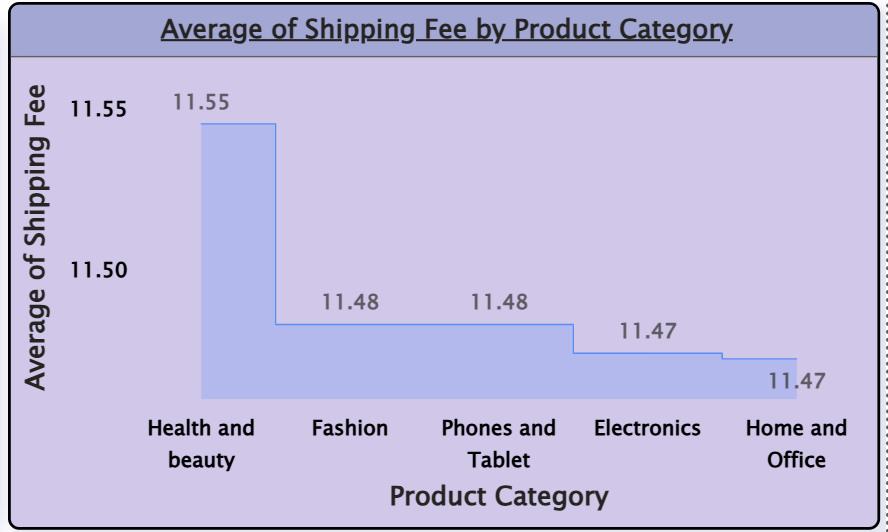 Average of Shipping Fee by Product Category
Average of Shipping Fee
11.55
11.50
11.55
11.48
11.48
11.47
11.47
Health and
beauty
Fashion
Phones and
Tablet
Electronics
Home and
Office
Product Category